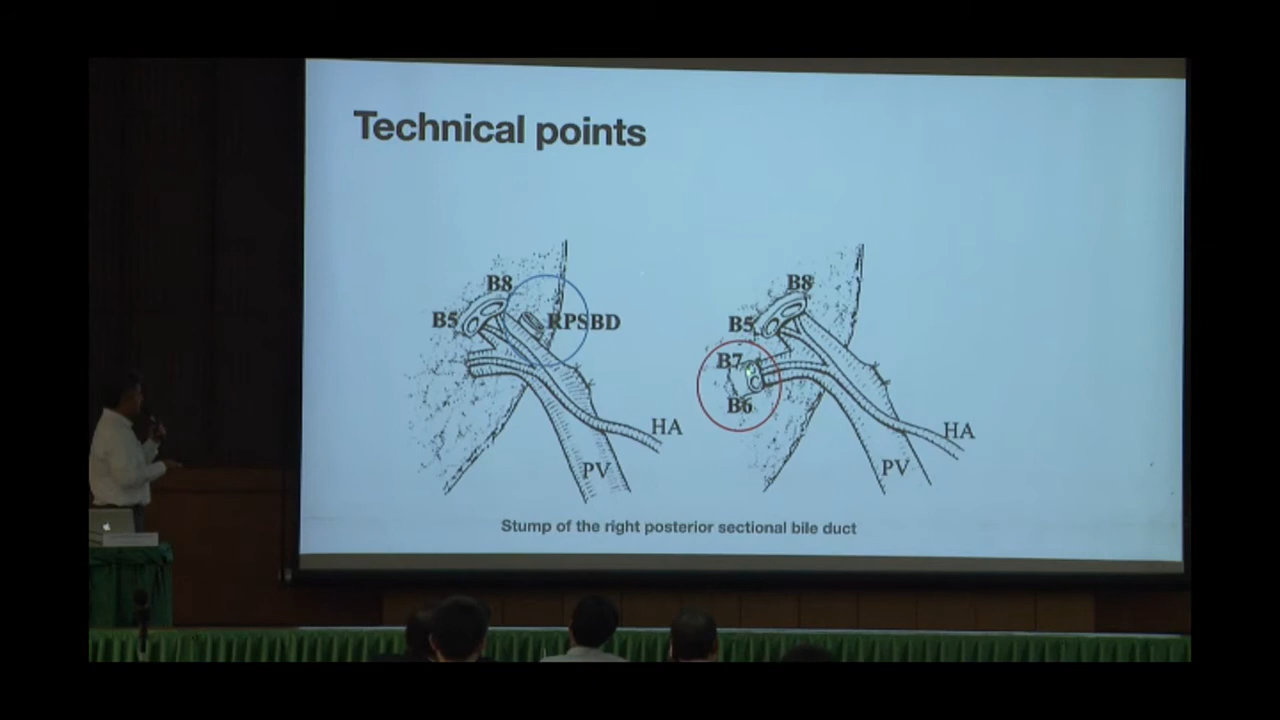 Technical points
B8
B5
RPSBD
HA
PV
B8
B5
B7
B6
HA
PV
Stump of the right posterior sectional bile duct